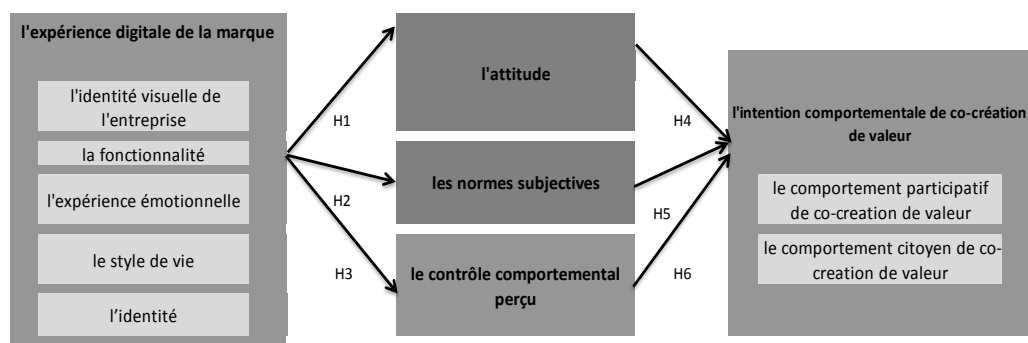 l'expérience digitale de la marque
l'identité visuelle de
l'entreprise
la fonctionnalité
l'expérience émotionnelle
le style de vie
l’identité
H1
H2
H3
l'attitude
les normes subjectives
le contrôle comportemental
perçu
H4
H5
H6
l'intention comportementale de co-création
de valeur
le comportement participatif
de co-creation de valeur
le comportement citoyen de co-
creation de valeur